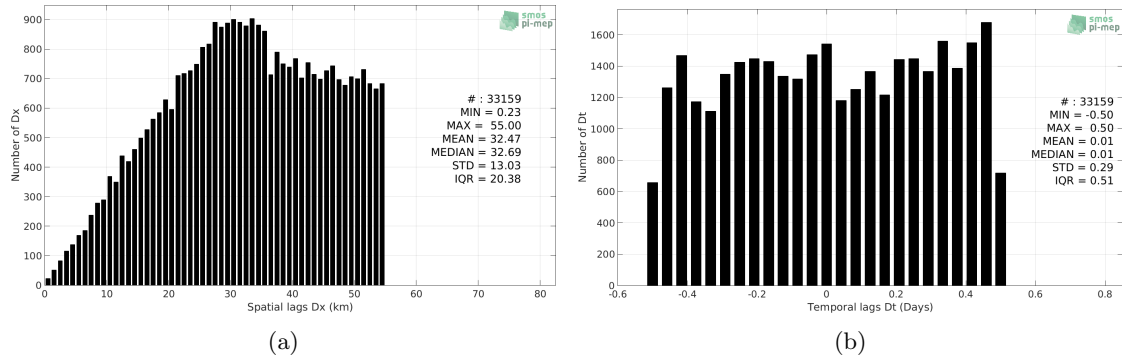 900
800
700
600
500
400
300
200
100
0
Number of Dx
0 10 20 30 40 50 60 70 80
Spatial lags Dx (km)
smos
pi-mep
# : 33159
MIN = 0.23
MAX = 55.00
MEAN = 32.47
MEDIAN = 32.69
STD = 13.03
IQR = 20.38
(a)
1600
1400
1200
1000
800
600
400
200
0
Number of Dt
-0.6 -0.4 -0.2 0 0.2 0.4 0.6 0.8
Temporal lags Dt (Days)
smos
pi-mep
# : 33159
MIN = -0.50
MAX = 0.50
MEAN = 0.01
MEDIAN = 0.01
STD = 0.29
IQR = 0.51
(b)